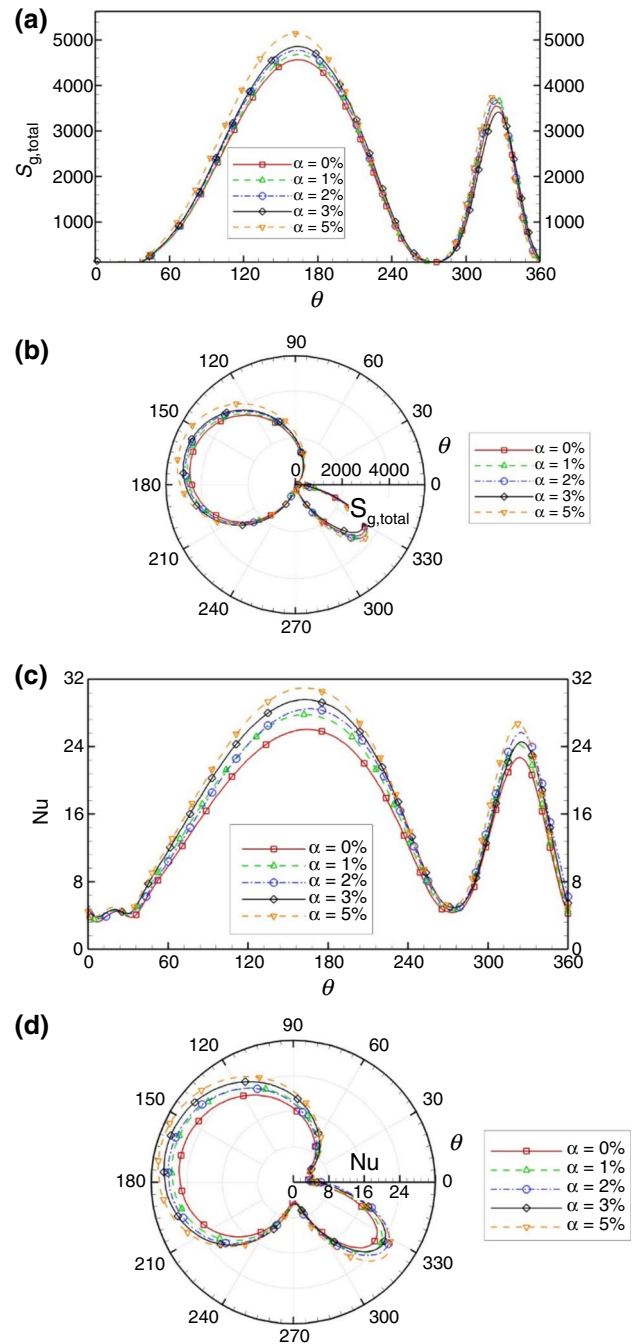 (a)
5000
4000
3000
2000
1000
S_g,total
5000
4000
3000
2000
1000
α = 0%
α = 1%
α = 2%
α = 3%
α = 5%
0 60 120 180 240 300 360
θ
(b)
90
120 60
150 30
180 0
210 330
240 300
270
0 2000 4000
θ
S_g,total
α = 0%
α = 1%
α = 2%
α = 3%
α = 5%
(c)
32
24
16
8
0
Nu
32
24
16
8
0
α = 0%
α = 1%
α = 2%
α = 3%
α = 5%
0 60 120 180 240 300 360
θ
(d)
90
120 60
150 30
180 0
210 330
240 300
270
Nu
θ
0 8 16 24
α = 0%
α = 1%
α = 2%
α = 3%
α = 5%